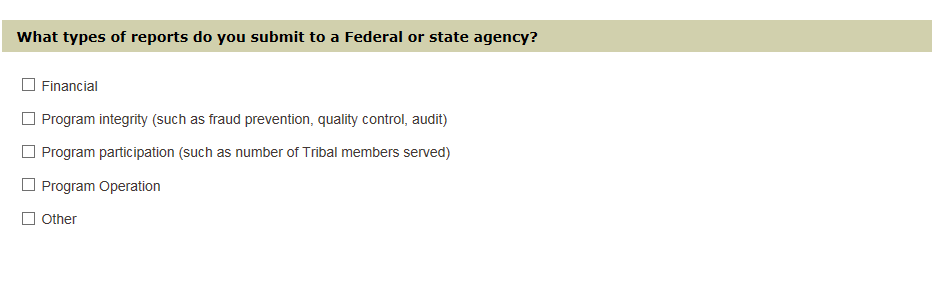 What types of reports do you submit to a Federal or state agency?
Financial
Program integrity (such as fraud prevention, quality control, audit)
Program participation (such as number of Tribal members served)
Program Operation
Other